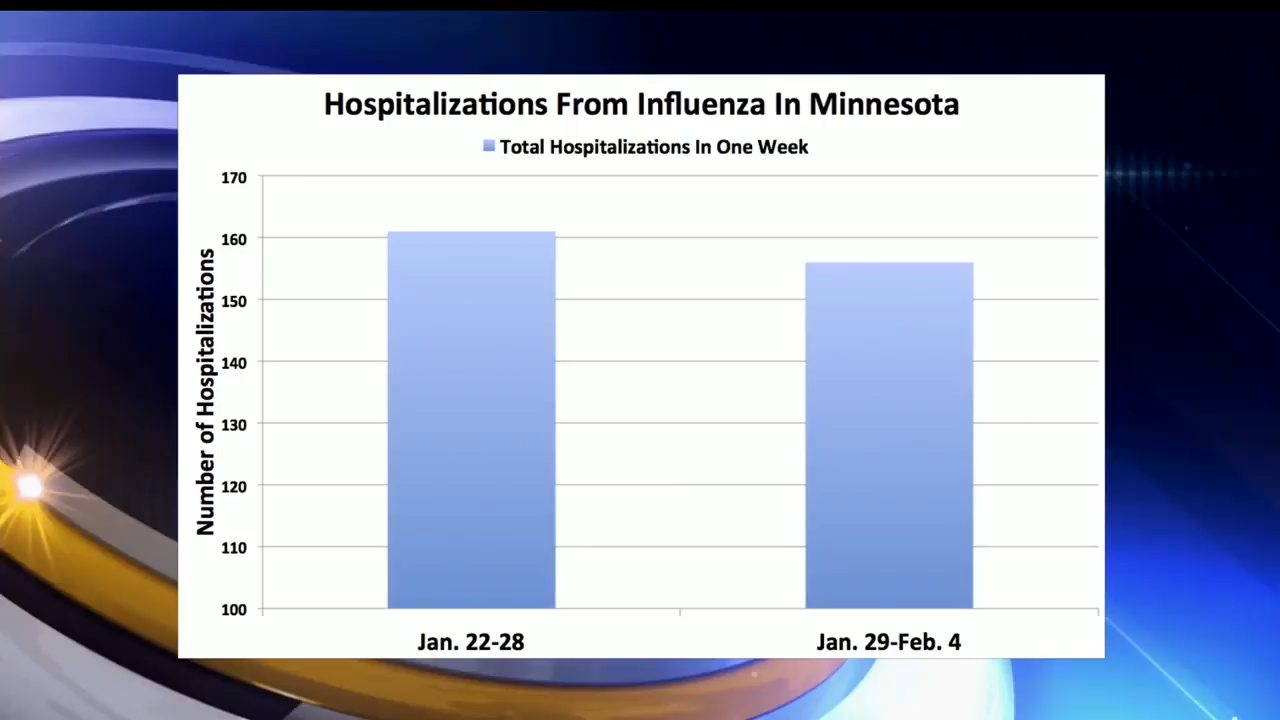 Hospitalizations From Influenza In Minnesota
Total Hospitalizations In One Week
Number of Hospitalizations
170
160
150
140
130
120
110
100
Jan. 22-28
Jan. 29-Feb. 4